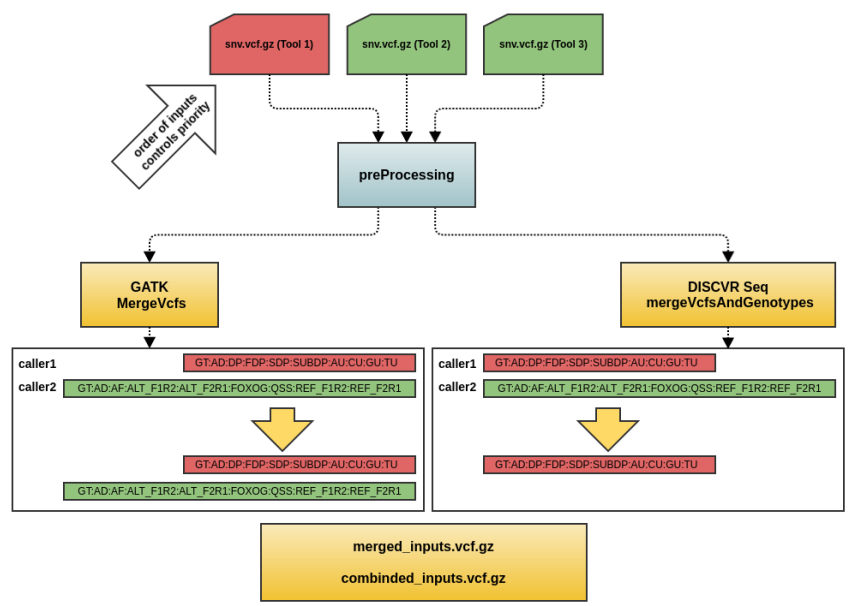 snv.vcf.gz (Tool 1)
snv.vcf.gz (Tool 2)
snv.vcf.gz (Tool 3)
order of inputs
controls priority
preProcessing
GATK
MergeVcfs
DISCVR Seq
mergeVcfsAndGenotypes
caller1
GT:AD:DP:FDP:SDP:SUBDP:AU:CU:GU:TU
caller2
GT:AD:AF:ALT_F1R2:ALT_F2R1:FOXOG:QSS:REF_F1R2:REF_F2R1
GT:AD:DP:FDP:SDP:SUBDP:AU:CU:GU:TU
GT:AD:AF:ALT_F1R2:ALT_F2R1:FOXOG:QSS:REF_F1R2:REF_F2R1
caller1
GT:AD:DP:FDP:SDP:SUBDP:AU:CU:GU:TU
caller2
GT:AD:AF:ALT_F1R2:ALT_F2R1:FOXOG:QSS:REF_F1R2:REF_F2R1
GT:AD:DP:FDP:SDP:SUBDP:AU:CU:GU:TU
merged_inputs.vcf.gz
combinded_inputs.vcf.gz